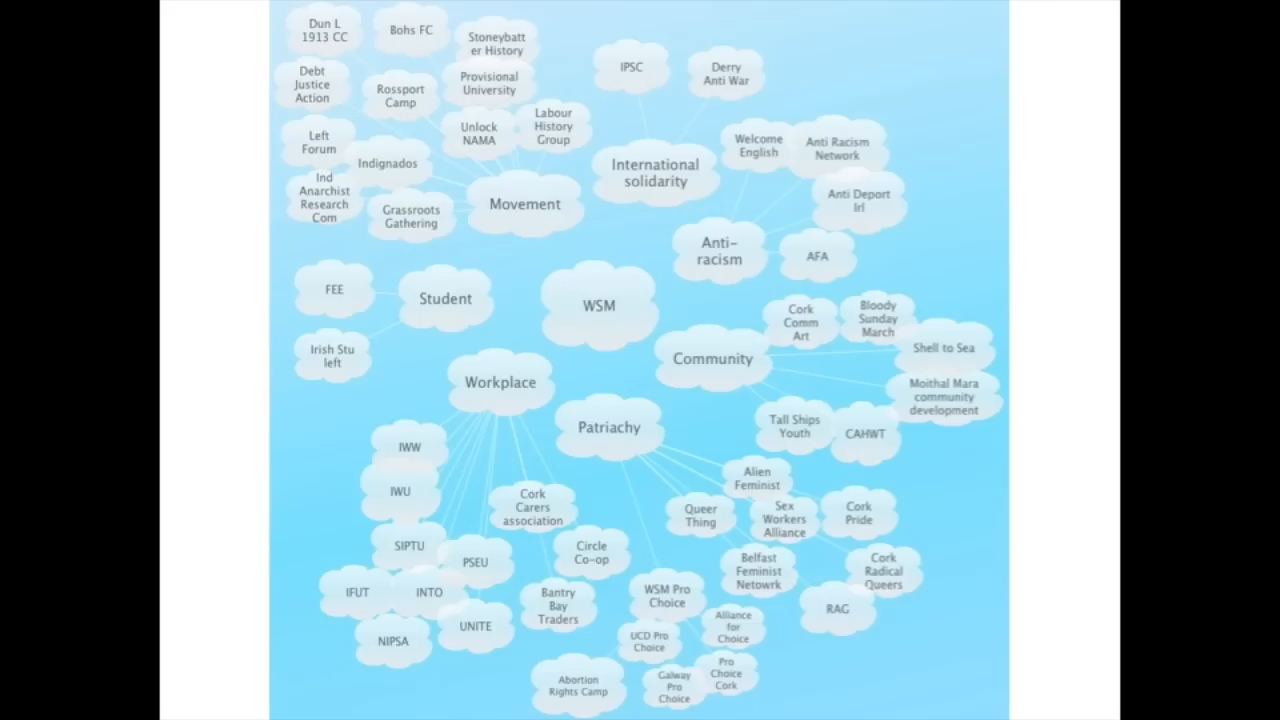 Dun L
1913 CC
Bohs FC
Stoneybatt
er History
Debt
Justice
Action
Rossport
Camp
Provisional
University
Left
Forum
Indignados
Unlock
NAMA
Labour
History
Group
Ind
Anarchist
Research
Com
Grassroots
Gathering
Movement
IPSC
Derry
Anti War
International
solidarity
Welcome
English
Anti Racism
Network
Anti Deport
Irl
Anti-
racism
AFA
FEE
Student
Irish Stu
left
WSM
Community
Cork
Comm
Art
Bloody
Sunday
March
Shell to Sea
Moithal Mara
community
development
Tall Ships
Youth
CAHWT
Workplace
Patriachy
IWW
IWU
SIPTU
PSEU
IFUT
INTO
NIPSA
UNITE
Cork
Carers
association
Circle
Co-op
Bantry
Bay
Traders
Alien
Feminist
Queer
Thing
Sex
Workers
Alliance
Cork
Pride
Belfast
Feminist
Netowrk
Cork
Radical
Queers
RAG
WSM Pro
Choice
Alliance
for
Choice
UCD Pro
Choice
Abortion
Rights Camp
Galway
Pro
Choice
Pro
Choice
Cork